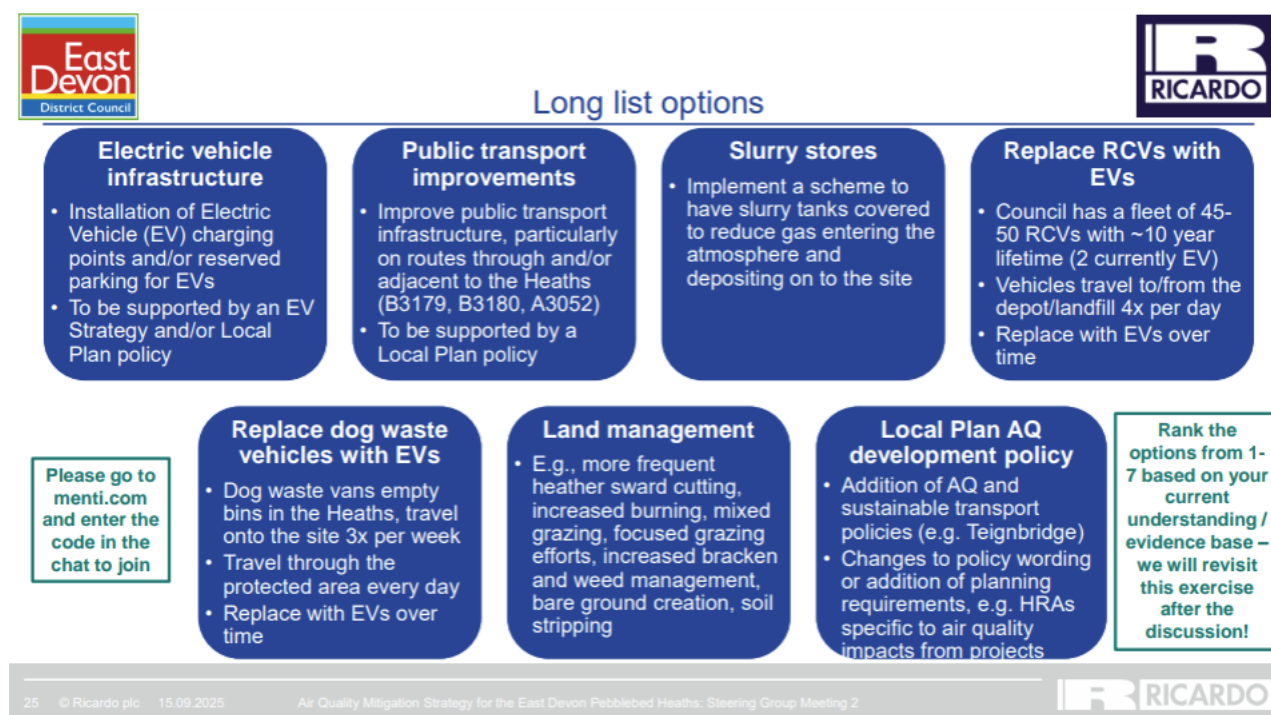 East
Devon
District Council
RICARDO
Long list options
Electric vehicle
infrastructure
• Installation of Electric
Vehicle (EV) charging
points and/or reserved
parking for EVs
• To be supported by an EV
Strategy and/or Local
Plan policy
Public transport
improvements
• Improve public transport
infrastructure, particularly
on routes through and/or
adjacent to the Heaths
(B3179, B3180, A3052)
• To be supported by a
Local Plan policy
Slurry stores
• Implement a scheme to
have slurry tanks covered
to reduce gas entering the
atmosphere and
depositing on to the site
Replace RCVs with
EVs
• Council has a fleet of 45-
50 RCVs with ~10 year
lifetime (2 currently EV)
• Vehicles travel to/from the
depot/landfill 4x per day
• Replace with EVs over
time
Please go to
menti.com
and enter the
code in the
chat to join
Replace dog waste
vehicles with EVs
• Dog waste vans empty
bins in the Heaths, travel
onto the site 3x per week
• Travel through the
protected area every day
• Replace with EVs over
time
Land management
• E.g., more frequent
heather sward cutting,
increased burning, mixed
grazing, focused grazing
efforts, increased bracken
and weed management,
bare ground creation, soil
stripping
Local Plan AQ
development policy
• Addition of AQ and
sustainable transport
policies (e.g. Teignbridge)
• Changes to policy wording
or addition of planning
requirements, e.g. HRAs
specific to air quality
impacts from projects
Rank the
options from 1-
7 based on your
current
understanding /
evidence base –
we will revisit
this exercise
after the
discussion!
25 © Ricardo plc 15.09.2025 Air Quality Mitigation Strategy for the East Devon Pebblebed Heaths: Steering Group Meeting 2
RICARDO